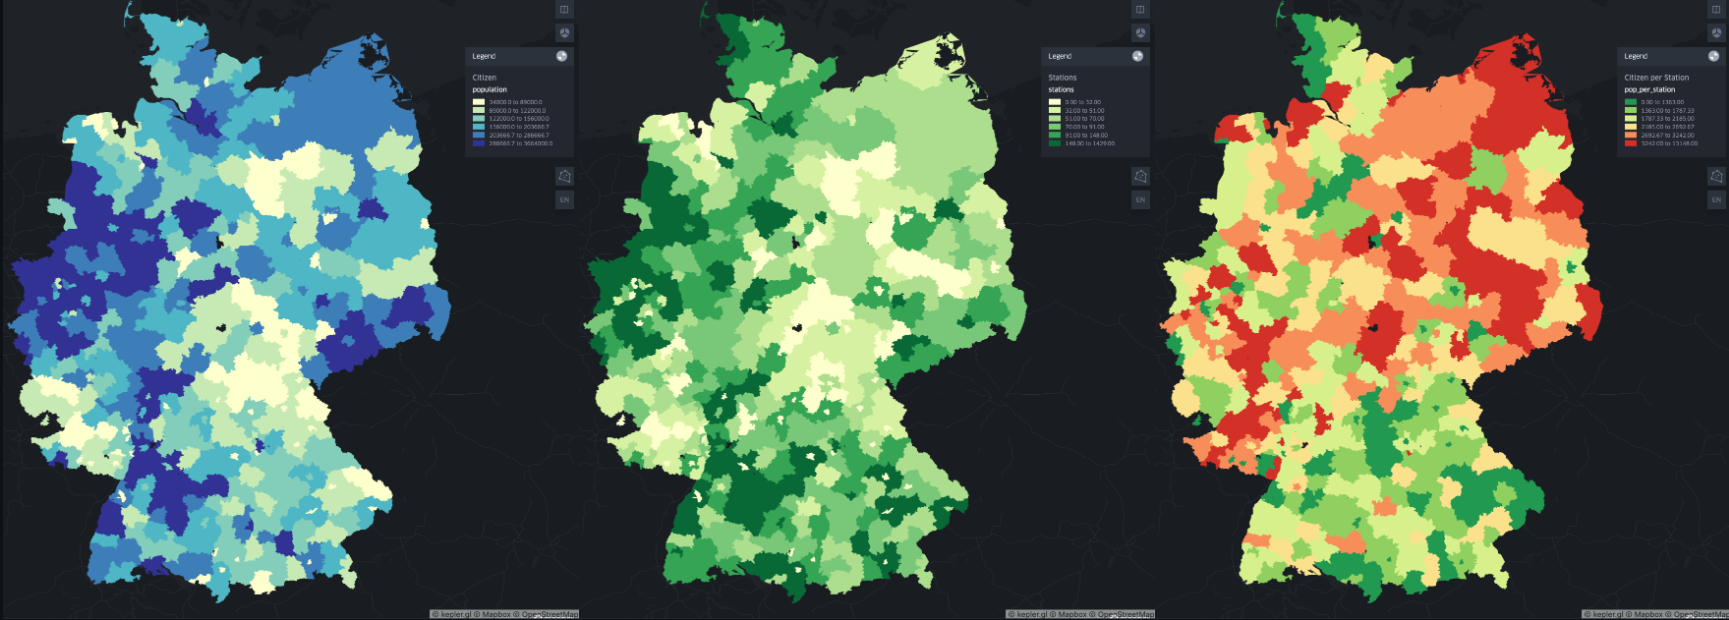 Legend
Citizen
population
34000.0 to 89000.0
89000.0 to 122000.0
122000.0 to 156000.0
156000.0 to 203666.7
203666.7 to 286666.7
286666.7 to 3664000.0
EN
© kepler.gl © Mapbox © OpenStreetMap
Legend
Stations
stations
0.00 to 32.00
32.00 to 51.00
51.00 to 70.00
70.00 to 91.00
91.00 to 148.00
148.00 to 1429.00
EN
© kepler.gl © Mapbox © OpenStreetMap
Legend
Citizen per Station
pop_per_station
0.00 to 1363.00
1363.00 to 1787.33
1787.33 to 2185.00
2185.00 to 2692.67
2692.67 to 3242.00
3242.00 to 15148.00
EN
© kepler.gl © Mapbox © OpenStreetMap